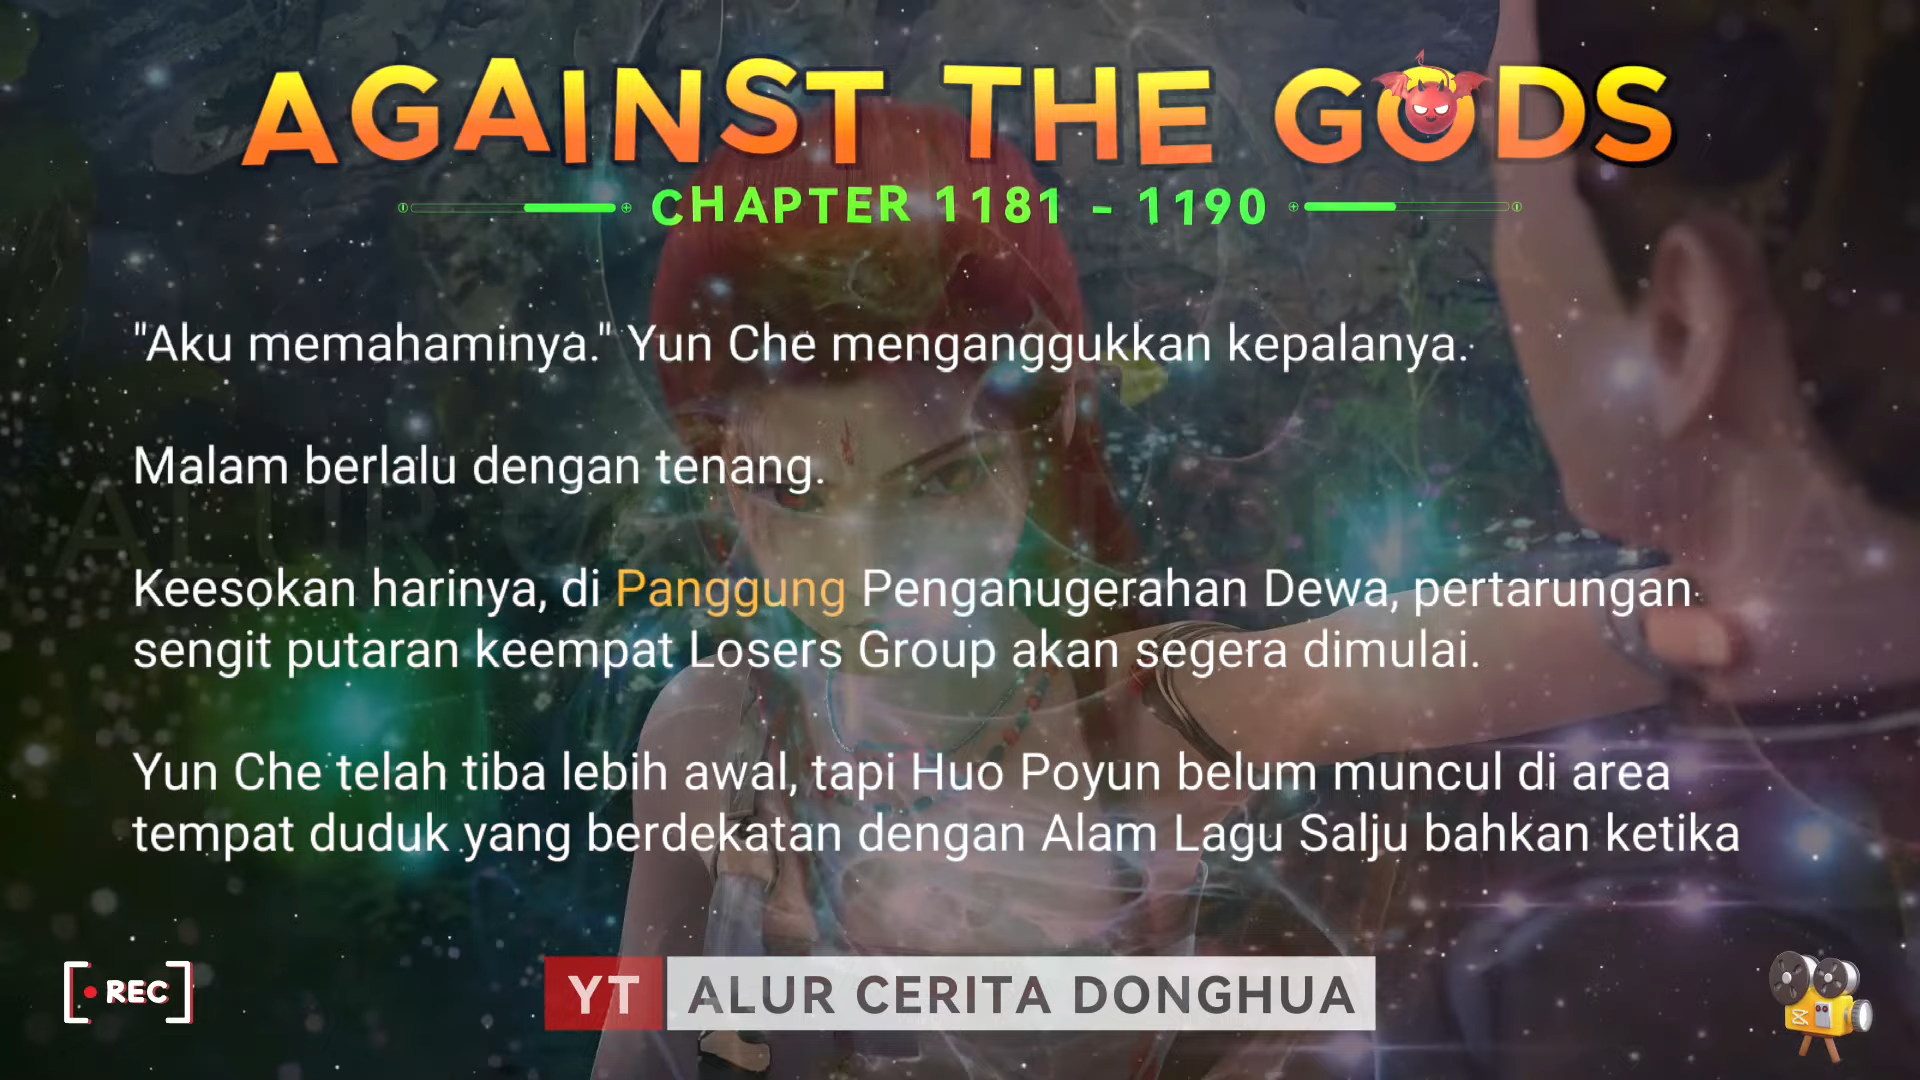 AGAINST THE GODS
CHAPTER 1181 - 1190
"Aku memahaminya." Yun Che menganggukkan kepalanya.
Malam berlalu dengan tenang.
Keesokan harinya, di Panggung Penganugerahan Dewa, pertarungan
sengit putaran keempat Losers Group akan segera dimulai.
Yun Che telah tiba lebih awal, tapi Huo Poyun belum muncul di area
tempat duduk yang berdekatan dengan Alam Lagu Salju bahkan ketika
REC
YT ALUR CERITA DONGHUA